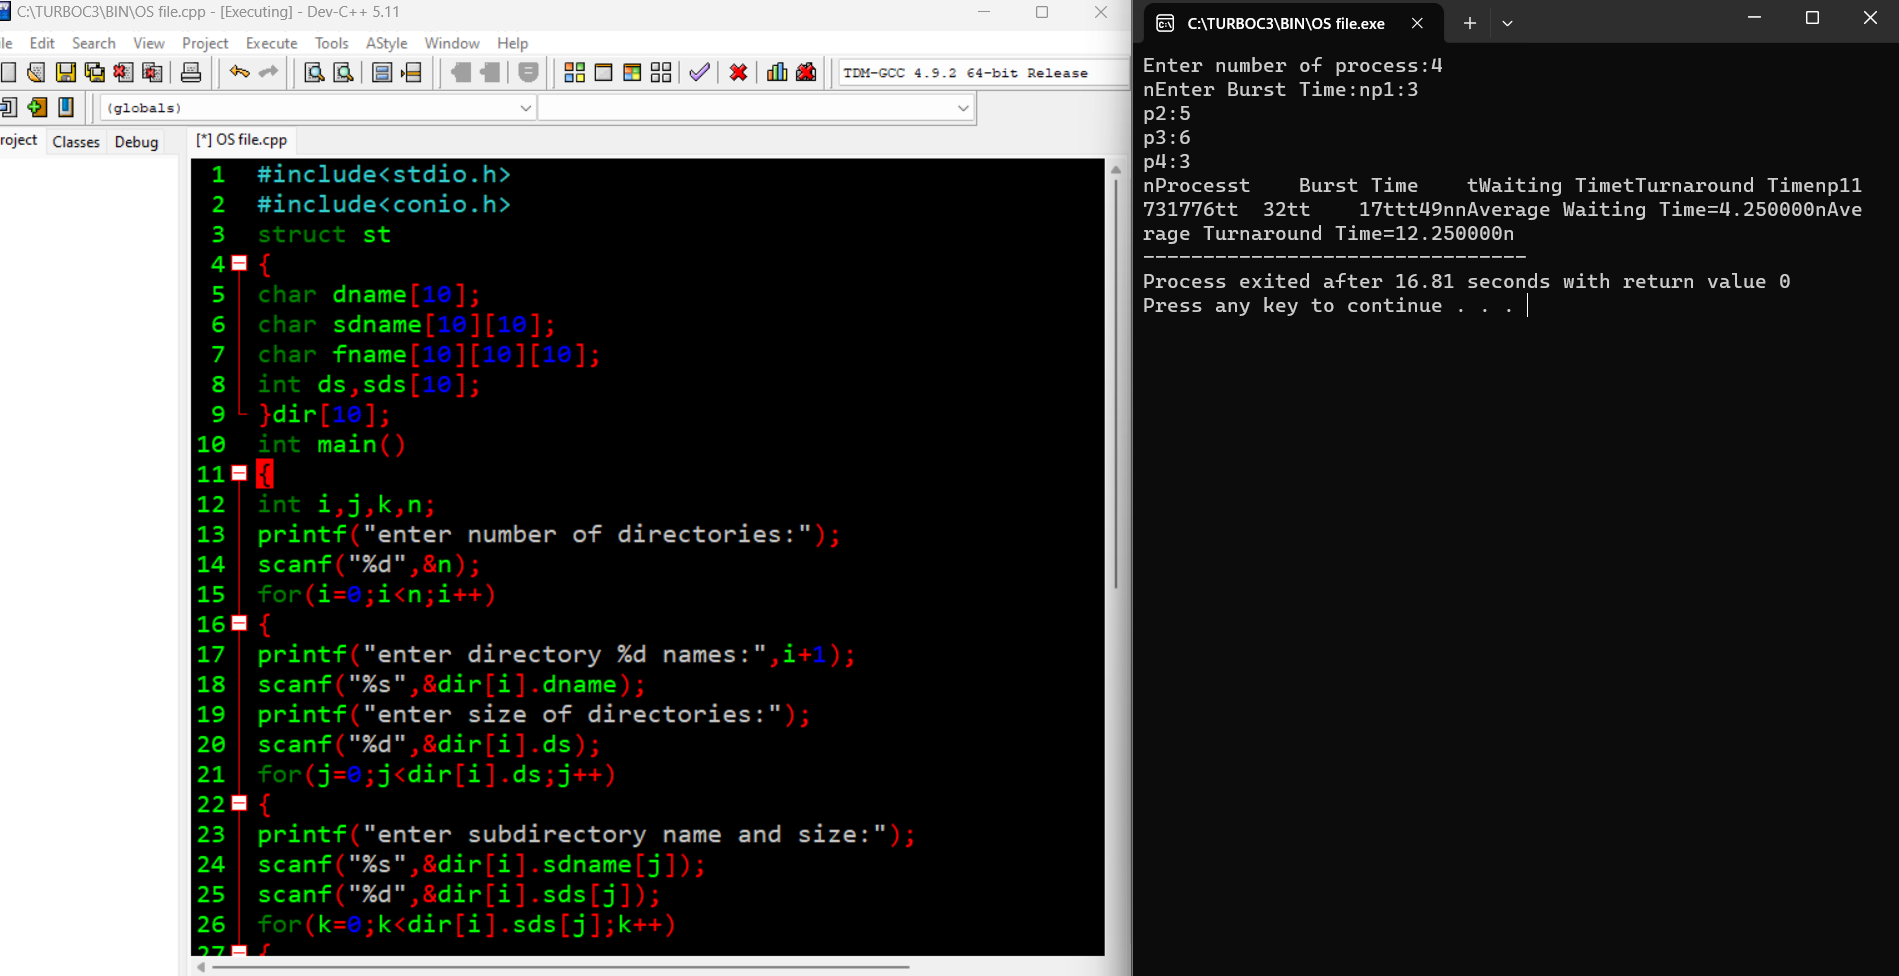 C:\TURBOC3\BIN\OS file.cpp - [Executing] - Dev-C++ 5.11
Edit Search View Project Execute Tools AStyle Window Help
TDM-GCC 4.9.2 64-bit Release
(globals)
roject Classes Debug [*] OS file.cpp
1 #include<stdio.h>
2 #include<conio.h>
3 struct st
4 {
5 char dname[10];
6 char sdname[10][10];
7 char fname[10][10][10];
8 int ds,sds[10];
9 }dir[10];
10 int main()
11 {
12 int i,j,k,n;
13 printf("enter number of directories:");
14 scanf("%d",&n);
15 for(i=0;i<n;i++)
16 {
17 printf("enter directory %d names:",i+1);
18 scanf("%s",&dir[i].dname);
19 printf("enter size of directories:");
20 scanf("%d",&dir[i].ds);
21 for(j=0;j<dir[i].ds;j++)
22 {
23 printf("enter subdirectory name and size:");
24 scanf("%s",&dir[i].sdname[j]);
25 scanf("%d",&dir[i].sds[j]);
26 for(k=0;k<dir[i].sds[j];k++)
27 {
C:\TURBOC3\BIN\OS file.exe
Enter number of process:4
nEnter Burst Time:np1:3
p2:5
p3:6
p4:3
nProcesst    Burst Time    tWaiting TimetTurnaround Timenp11
731776tt  32tt    17ttt49nnAverage Waiting Time=4.250000nAve
rage Turnaround Time=12.250000n
--------------------------------
Process exited after 16.81 seconds with return value 0
Press any key to continue . . .